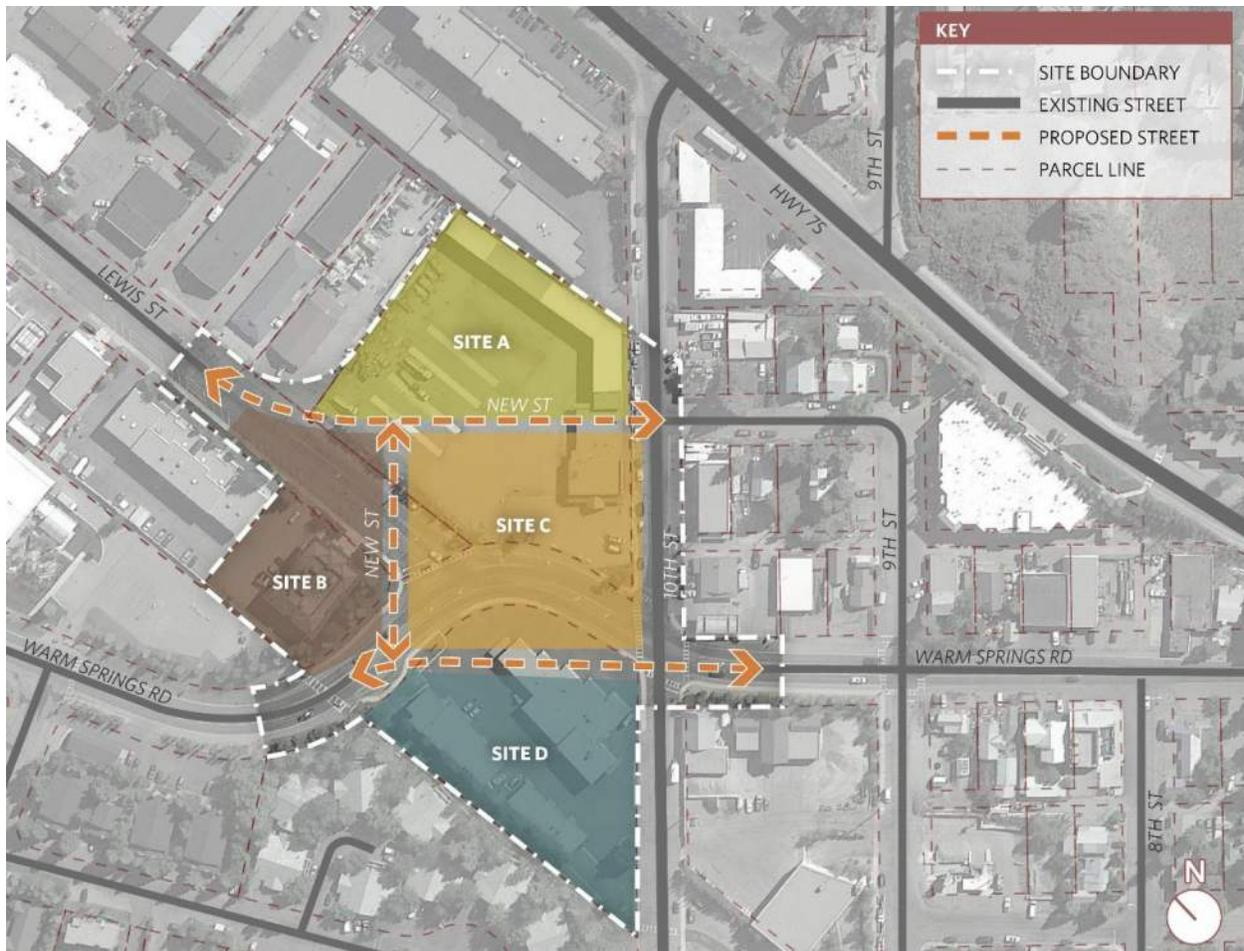 KEY
SITE BOUNDARY
EXISTING STREET
PROPOSED STREET
PARCEL LINE
9TH ST
HWY 75
LEWIS ST
SITE A
NEW ST
SITE C
NEW ST
SITE B
10TH ST
9TH ST
WARM SPRINGS RD
WARM SPRINGS RD
SITE D
8TH ST
N